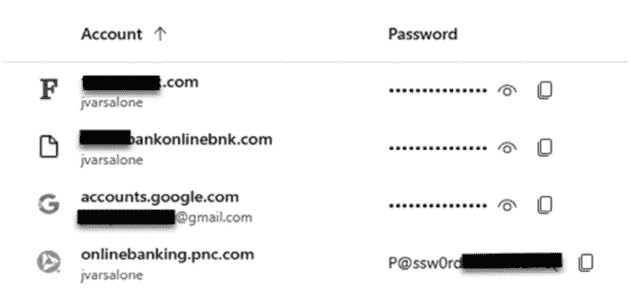 Account ↑ Password
.com
jvarsalone
bankonlinebnk.com
jvarsalone
accounts.google.com
@gmail.com
onlinebanking.pnc.com P@ssw0rd
jvarsalone